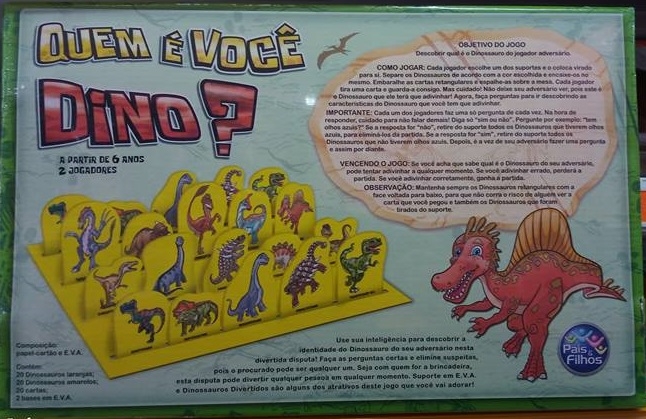 QUEM É VOCÊ
DINO?
A PARTIR DE 6 ANOS
2 JOGADORES
OBJETIVO DO JOGO
Descobrir qual é o Dinossauro do jogador adversário.
COMO JOGAR: Cada jogador escolhe um dos suportes e o coloca virado
para si. Separe os Dinossauros de acordo com a cor escolhida e encaixe-os no
mesmo. Embaralhe as cartas retangulares e espalhe-as sobre a mesa. Cada jogador
tira uma carta e guarda-a consigo. Mas cuidado! Não deixe seu adversário ver, pois este é
o Dinossauro que ele terá que adivinhar! Agora, faça perguntas para ir descobrindo as
características do Dinossauro que você tem que adivinhar.
IMPORTANTE: Cada um dos jogadores faz uma só pergunta de cada vez. Na hora de
responder, cuidado para não falar demais! Diga só "sim ou não". Pergunte por exemplo: "tem
olhos azuis?" Se a resposta for "não", retire do suporte todos os Dinossauros que tiverem olhos
azuis, para eliminá-los da partida. Se a resposta for "sim", retire do suporte todos os
Dinossauros que não tiverem olhos azuis. Depois, é a vez de seu adversário fazer uma pergunta
e assim por diante.
VENCENDO O JOGO: Se você acha que sabe qual é o Dinossauro do seu adversário,
pode tentar adivinhar a qualquer momento. Se você adivinhar errado, perderá a
partida. Se você adivinhar corretamente, ganha a partida.
OBSERVAÇÃO: Mantenha sempre os Dinossauros retangulares com a
face voltada para baixo, para que não corra o risco de alguém ver a
carta que você pegou e também os Dinossauros que foram
tirados do suporte.
Composição:
papel-cartão e E.V.A.
Contém:
20 Dinossauros laranjas;
20 Dinossauros amarelos;
20 cartas;
2 bases em E.V.A.
Use sua inteligência para descobrir a
identidade do Dinossauro do seu adversário nesta
divertida disputa! Faça as perguntas certas e elimine suspeitas,
pois o procurado pode ser qualquer um. Seja com quem for a brincadeira,
esta disputa pode divertir qualquer pessoa em qualquer momento. Suporte em E.V.A.
e Dinossauros Divertidos são alguns dos atrativos deste jogo que você vai adorar!
Pais &
Filhos